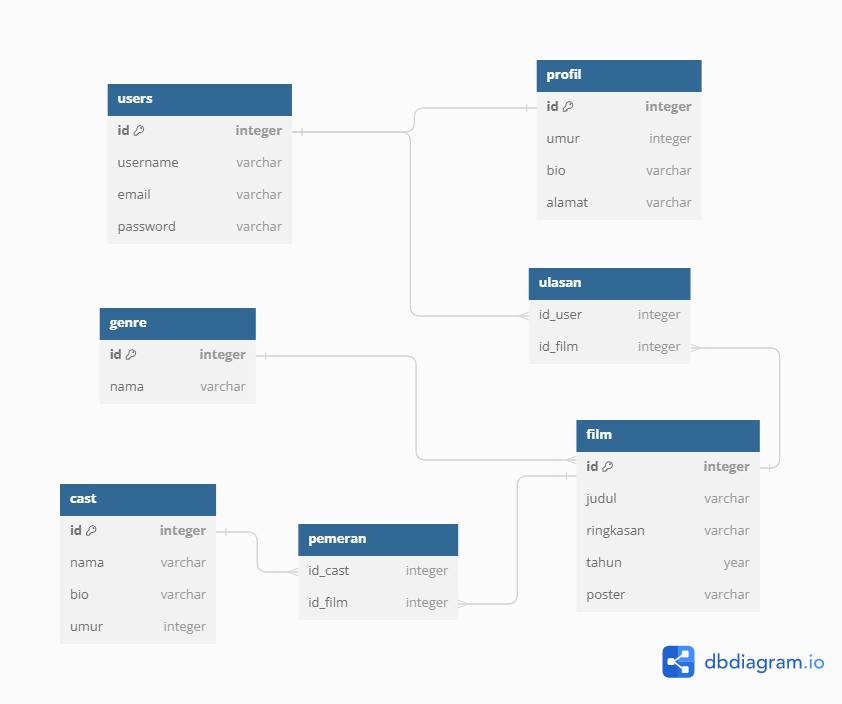 users
id integer
username varchar
email varchar
password varchar
profil
id integer
umur integer
bio varchar
alamat varchar
ulasan
id_user integer
id_film integer
genre
id integer
nama varchar
film
id integer
judul varchar
ringkasan varchar
tahun year
poster varchar
cast
id integer
nama varchar
bio varchar
umur integer
pemeran
id_cast integer
id_film integer
dbdiagram.io